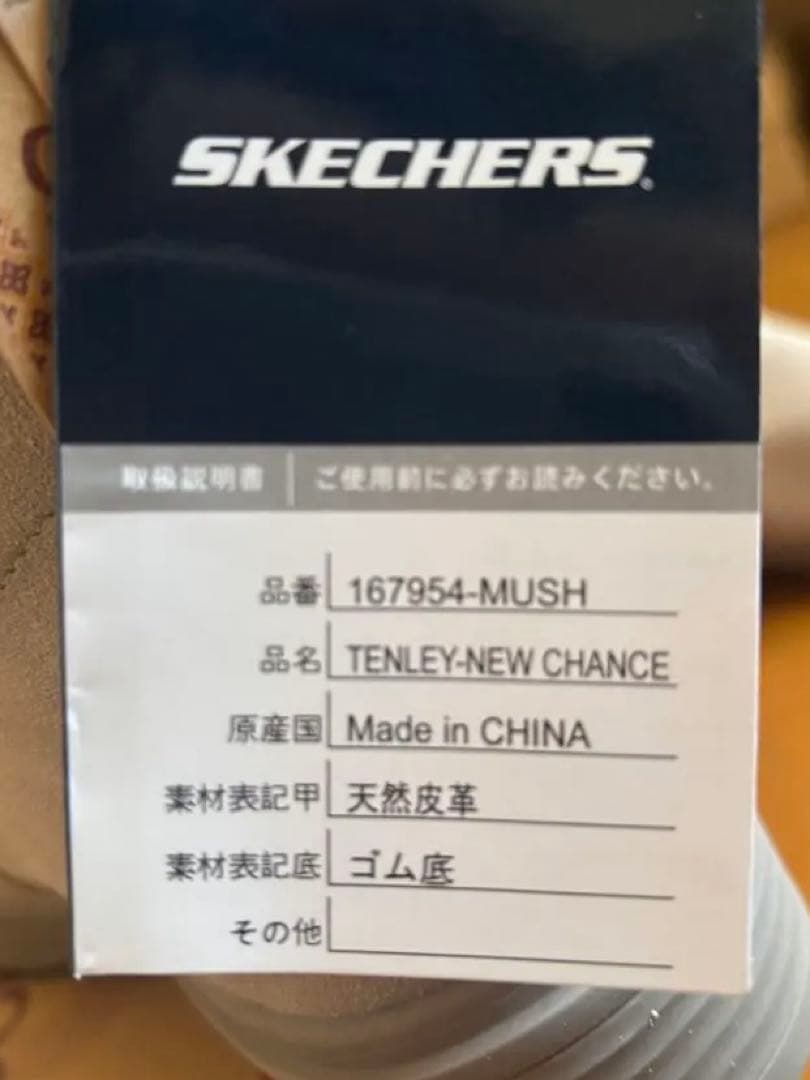 SKECHERS
取扱説明書 ご使用前に必ずお読みください。
品番 167954-MUSH
品名 TENLEY-NEW CHANCE
原産国 Made in CHINA
素材表記甲 天然皮革
素材表記底 ゴム底
その他